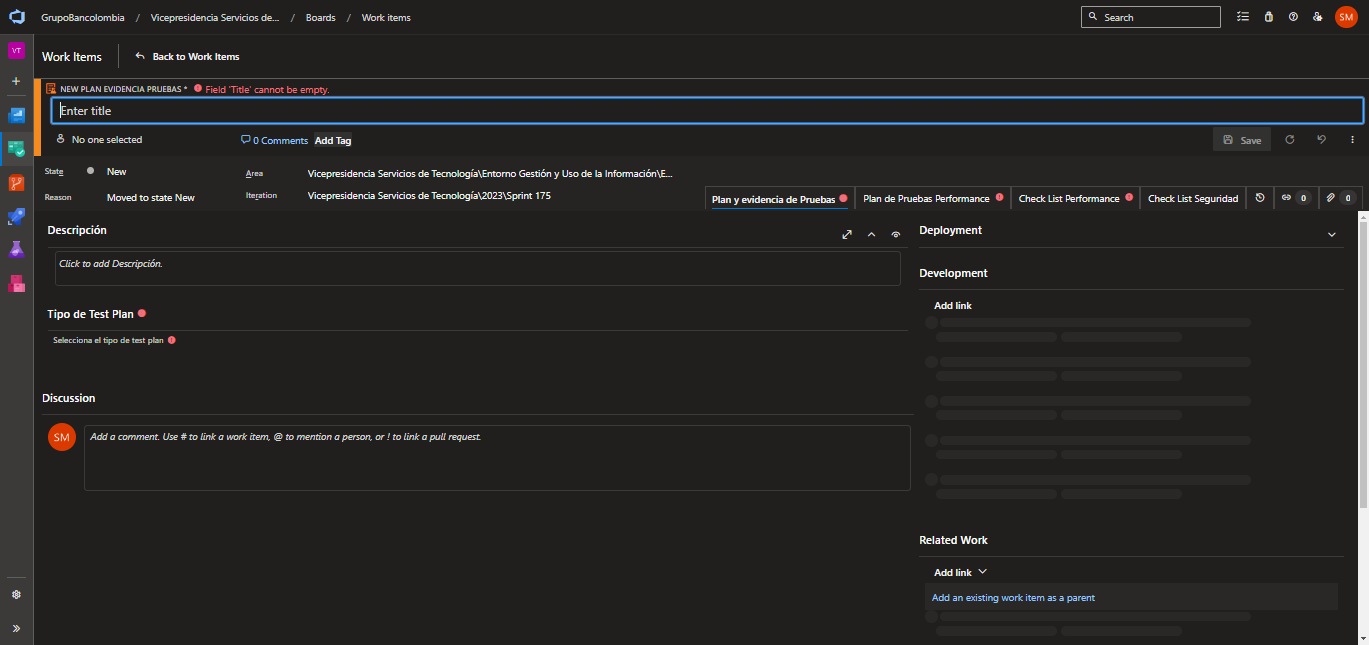 GrupoBancolombia / Vicepresidencia Servicios de... / Boards / Work items
Search
SM
VT
Work Items
Back to Work Items
NEW PLAN EVIDENCIA PRUEBAS * Field 'Title' cannot be empty.
Enter title
No one selected
0 Comments
Add Tag
Save
State
New
Area
Vicepresidencia Servicios de Tecnología\Entorno Gestión y Uso de la Información\E...
Reason
Moved to state New
Iteration
Vicepresidencia Servicios de Tecnología\2023\Sprint 175
Plan y evidencia de Pruebas
Plan de Pruebas Performance
Check List Performance
Check List Seguridad
0
0
Descripción
Click to add Descripción.
Tipo de Test Plan
Selecciona el tipo de test plan
Discussion
SM
Add a comment. Use # to link a work item, @ to mention a person, or ! to link a pull request.
Deployment
Development
Add link
Related Work
Add link
Add an existing work item as a parent